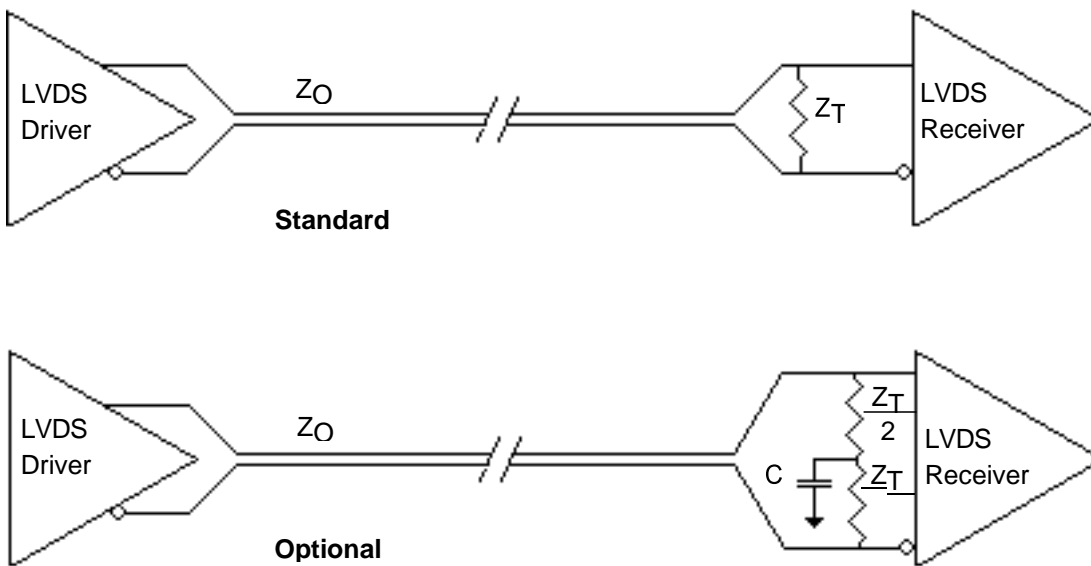 LVDS
Driver
ZO
ZT
LVDS
Receiver
Standard
LVDS
Driver
ZO
C
ZT
2
ZT
LVDS
Receiver
Optional